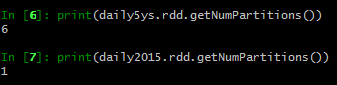 In [6]: print(daily5ys.rdd.getNumPartitions())
6
In [7]: print(daily2015.rdd.getNumPartitions())
1